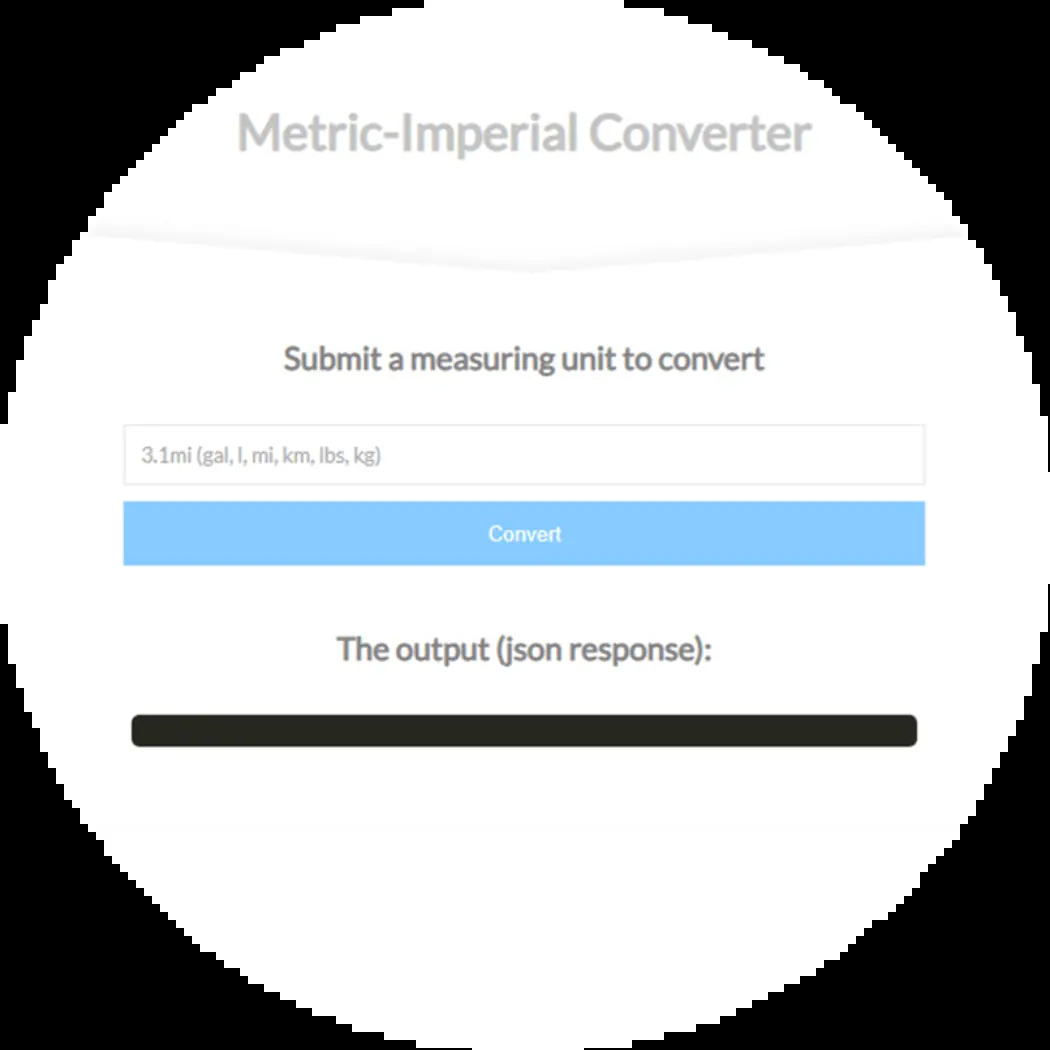 Metric-Imperial Converter
Submit a measuring unit to convert
3.1mi (gal, l, mi, km, lbs, kg)
Convert
The output (json response):